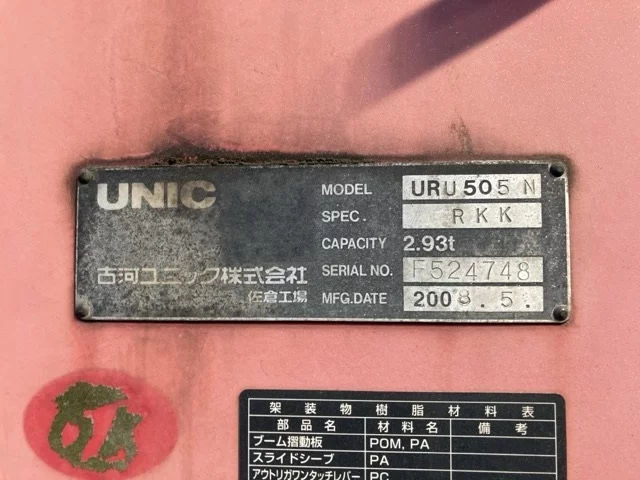 UNIC
MODEL URU505N
SPEC. RKK
CAPACITY 2.93t
SERIAL NO. F524748
MFG.DATE 2008.5.
古河ユニック株式会社
佐倉工場
架装物樹脂材料表
部品名 材料名 備考
ブーム摺動板 POM, PA
スライドシーブ PA
アウトリガワンタッチレバー PC